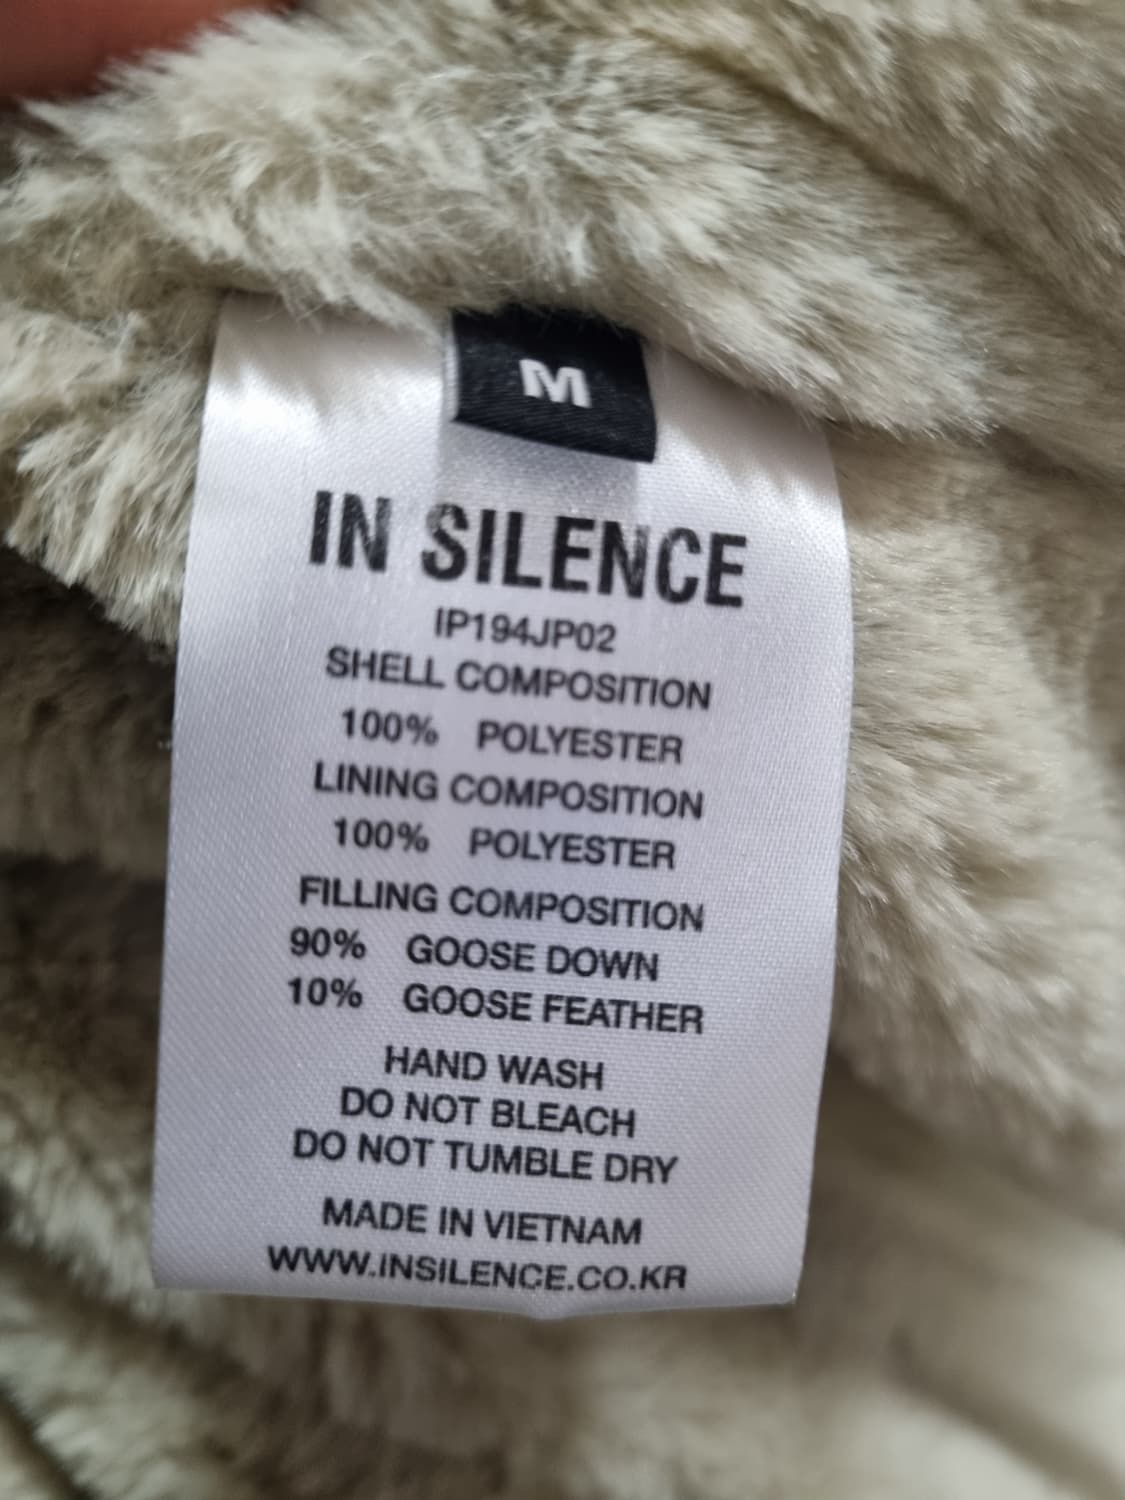 M
IN SILENCE
IP194JP02
SHELL COMPOSITION
100% POLYESTER
LINING COMPOSITION
100% POLYESTER
FILLING COMPOSITION
90% GOOSE DOWN
10% GOOSE FEATHER
HAND WASH
DO NOT BLEACH
DO NOT TUMBLE DRY
MADE IN VIETNAM
WWW.INSILENCE.CO.KR